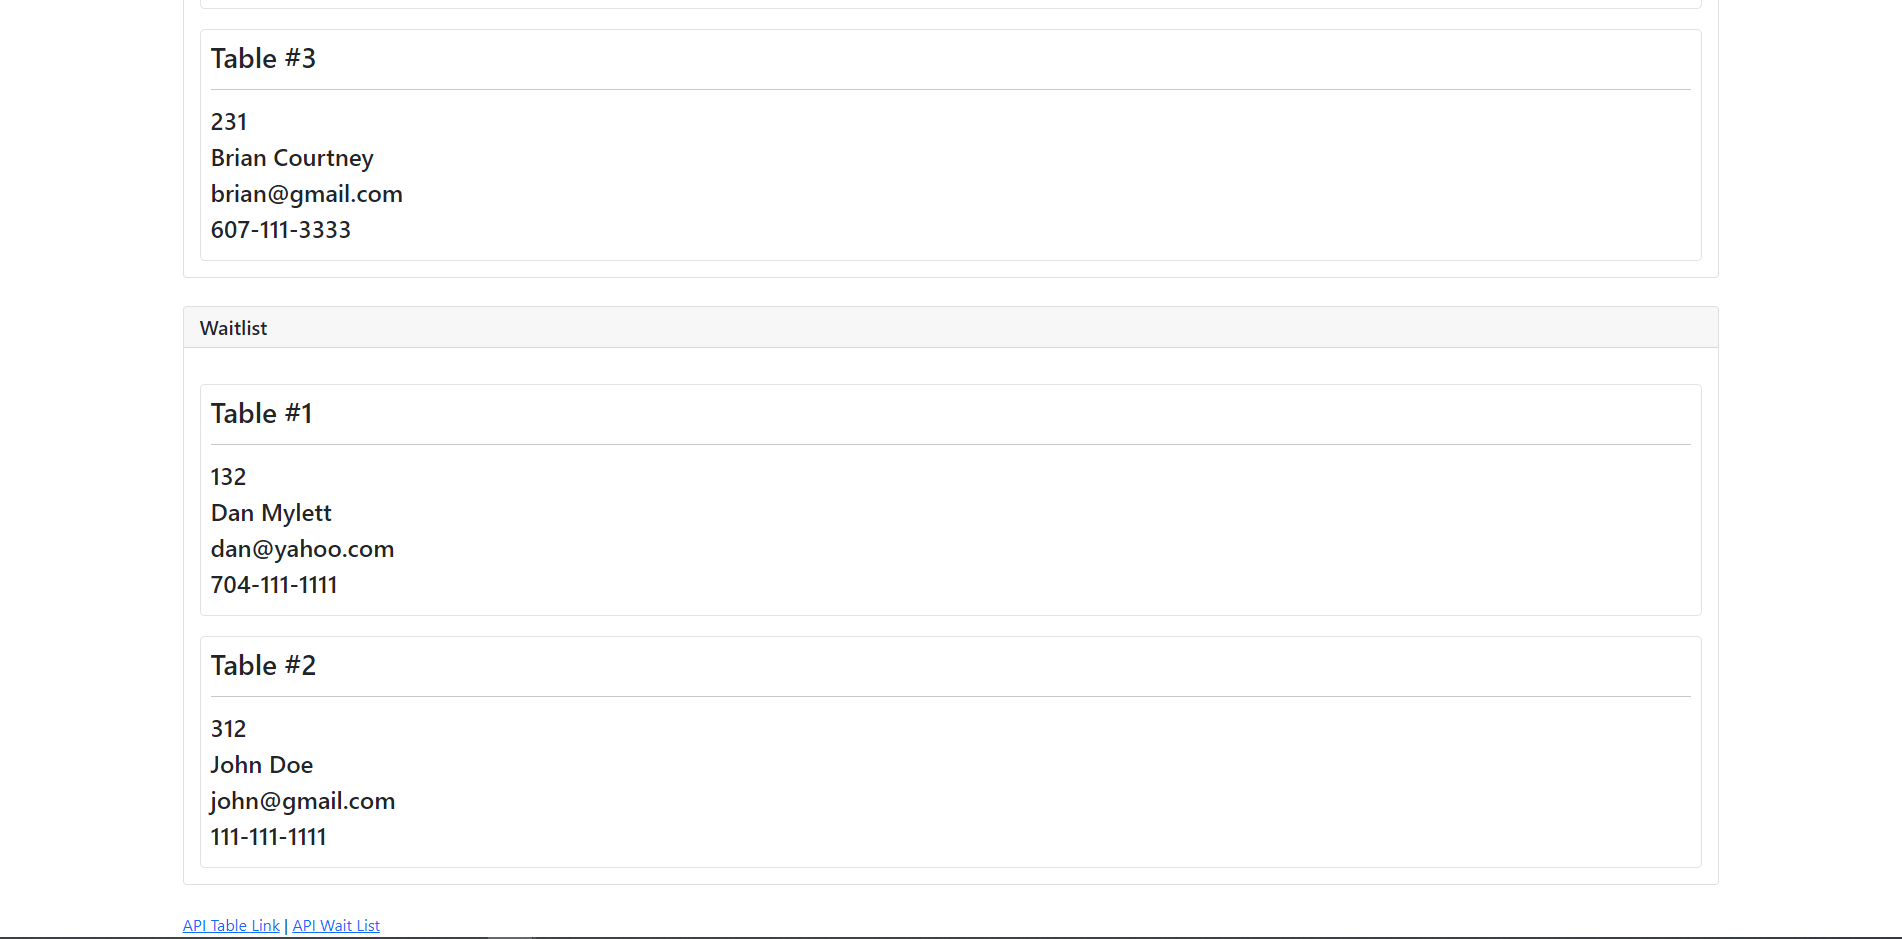 Table #3
231
Brian Courtney
brian@gmail.com
607-111-3333
Waitlist
Table #1
132
Dan Mylett
dan@yahoo.com
704-111-1111
Table #2
312
John Doe
john@gmail.com
111-111-1111
API Table Link | API Wait List